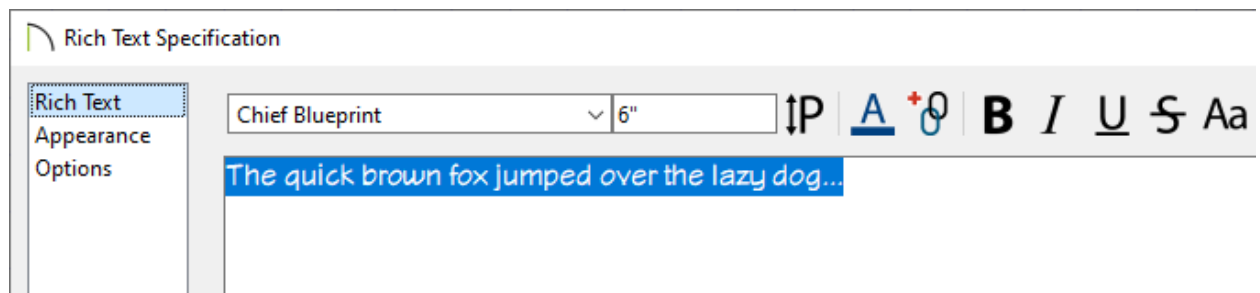 Rich Text Specification
Rich Text
Appearance
Options
Chief Blueprint 6" P A B I U S Aa
The quick brown fox jumped over the lazy dog...